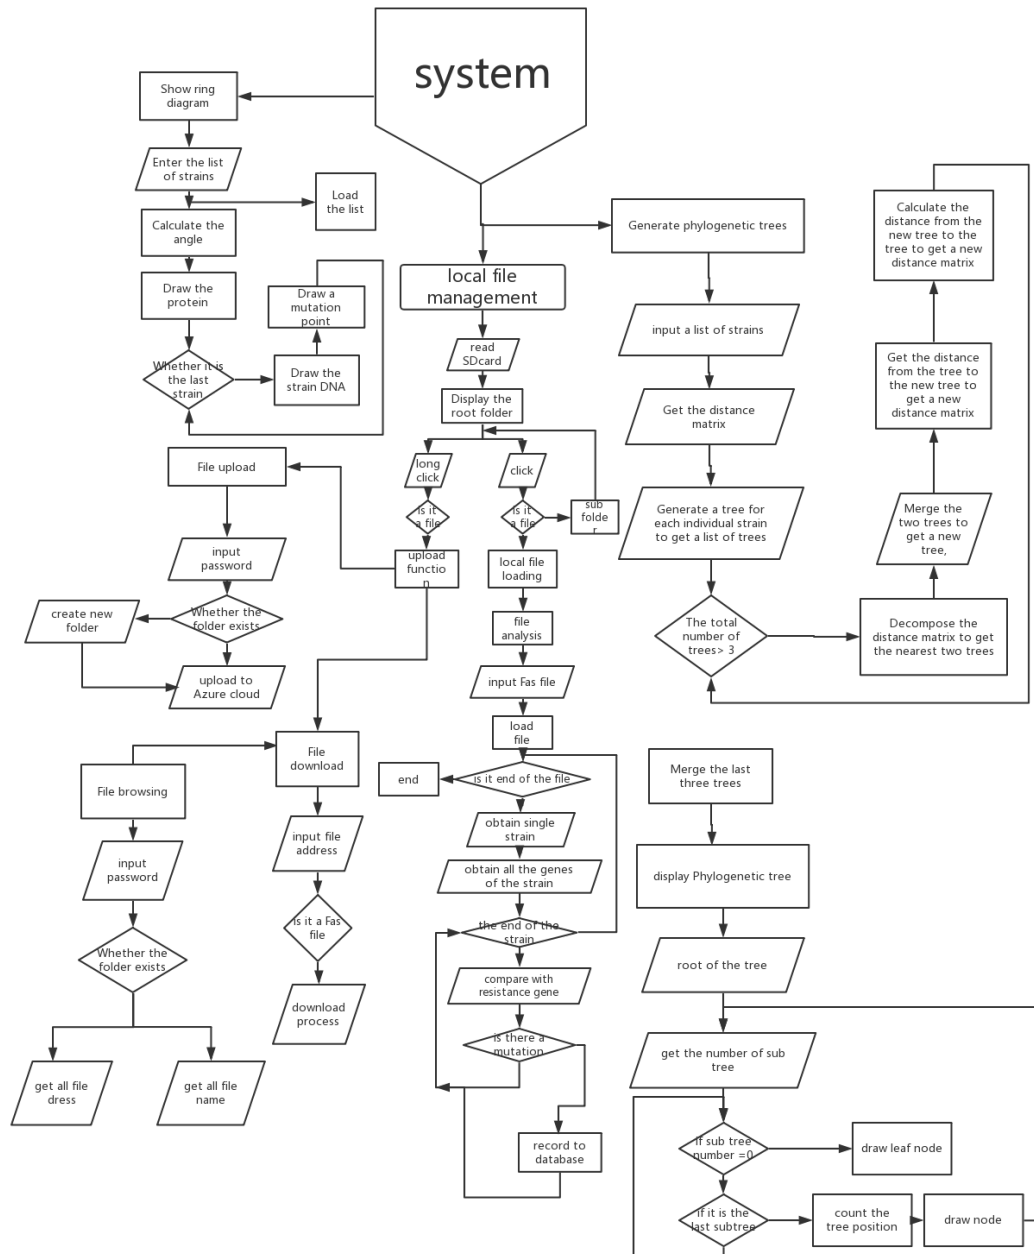 system
Show ring
diagram
Enter the list
of strains
Load
the list
Calculate the
angle
Draw the
protein
Draw a
mutation
point
Whether it is
the last
strain
Draw the
strain DNA
Generate phylogenetic trees
local file
management
read
SDcard
Display the
root folder
long
click
click
Is it
a file
Is it
a file
sub
folde
r
upload
functio
n
local file
loading
file
analysis
input Fas file
load
file
is it end of the file
end
obtain single
strain
obtain all the genes
of the strain
the end of the
strain
compare with
resistance gene
is there a
mutation
record to
database
File upload
input
password
Whether the
folder exists
create new
folder
upload to
Azure cloud
File
download
File browsing
input
password
Whether the
folder exists
get all file
dress
get all file
name
input file
address
Is it a Fas
file
download
process
input a list of strains
Get the distance
matrix
Generate a tree for
each individual strain
to get a list of trees
The total
number of
trees> 3
Decompose the
distance matrix to get
the nearest two trees
Merge the
two trees to
get a new
tree,
Get the distance
from the tree to
the new tree to
get a new
distance matrix
Calculate the
distance from the
new tree to the
tree to get a new
distance matrix
Merge the last
three trees
display Phylogenetic tree
root of the tree
get the number of sub
tree
If sub tree
number =0
draw leaf node
If it is the
last subtree
count the
tree position
draw node